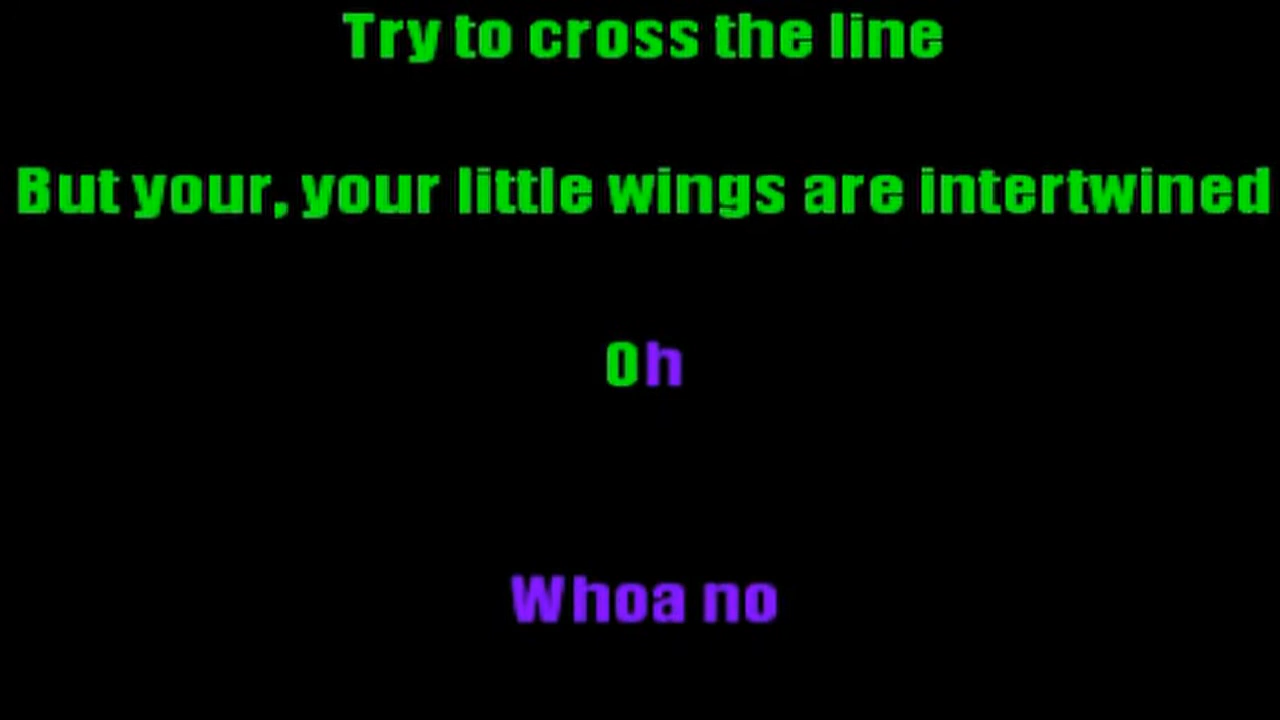 Try to cross the line
But your, your little wings are intertwined
Oh
Whoa no